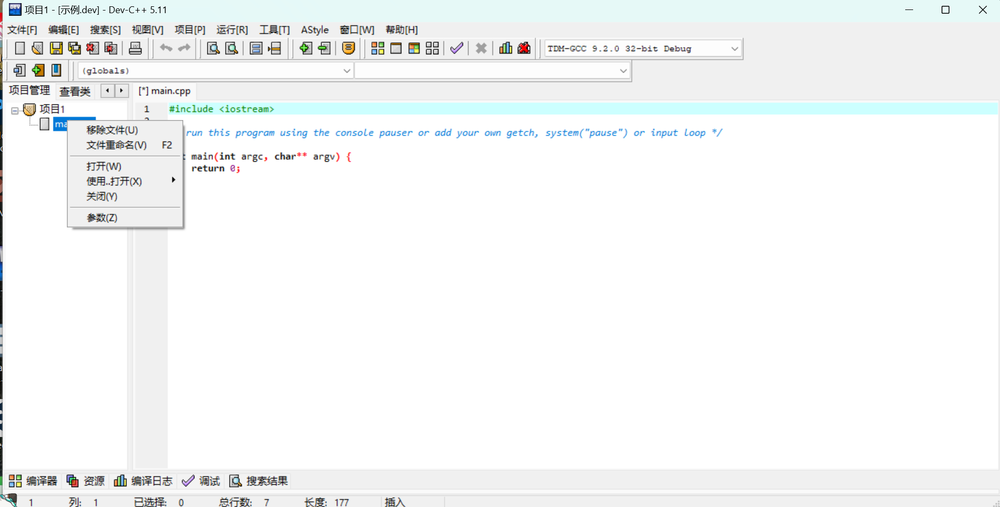 项目1 - [示例.dev] - Dev-C++ 5.11
文件[F] 编辑[E] 搜索[S] 视图[V] 项目[P] 运行[R] 工具[T] AStyle 窗口[W] 帮助[H]
TDM-GCC 9.2.0 32-bit Debug
(globals)
项目管理 查看类 [*] main.cpp
项目1
1 #include <iostream>
移除文件(U)
run this program using the console pauser or add your own getch, system("pause") or input loop */
文件重命名(V) F2
main(int argc, char** argv) {
打开(W)
return 0;
使用..打开(X)
关闭(Y)
参数(Z)
编译器 资源 编译日志 调试 搜索结果
1 列: 1 已选择: 0 总行数: 7 长度: 177 插入